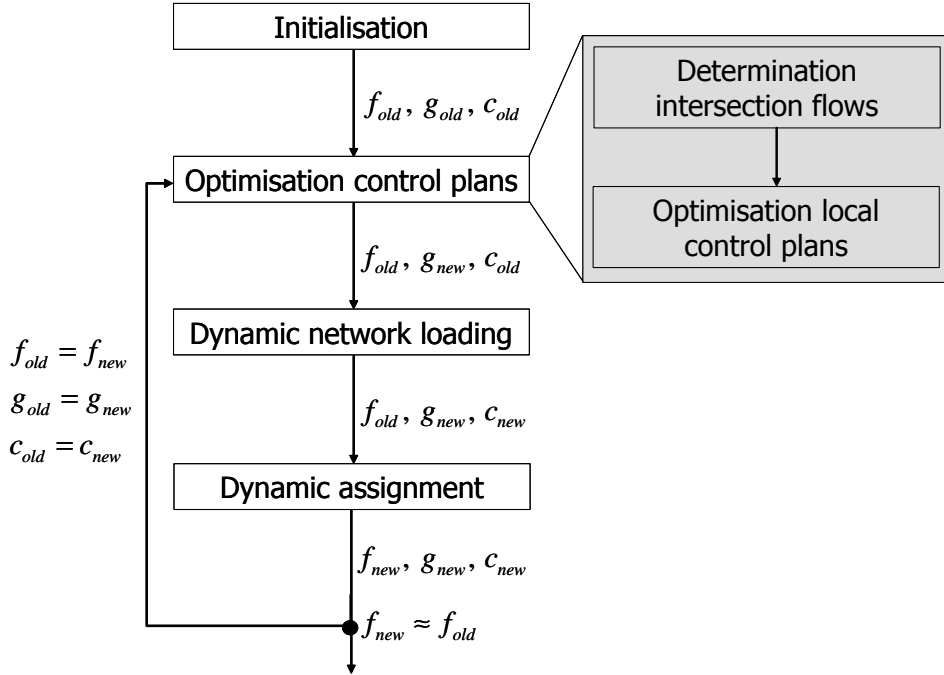 Initialisation
f_old, g_old, c_old
Optimisation control plans
Determination
intersection flows
Optimisation local
control plans
f_old, g_new, c_old
Dynamic network loading
f_old = f_new
g_old = g_new
c_old = c_new
f_old, g_new, c_new
Dynamic assignment
f_new, g_new, c_new
f_new ≈ f_old